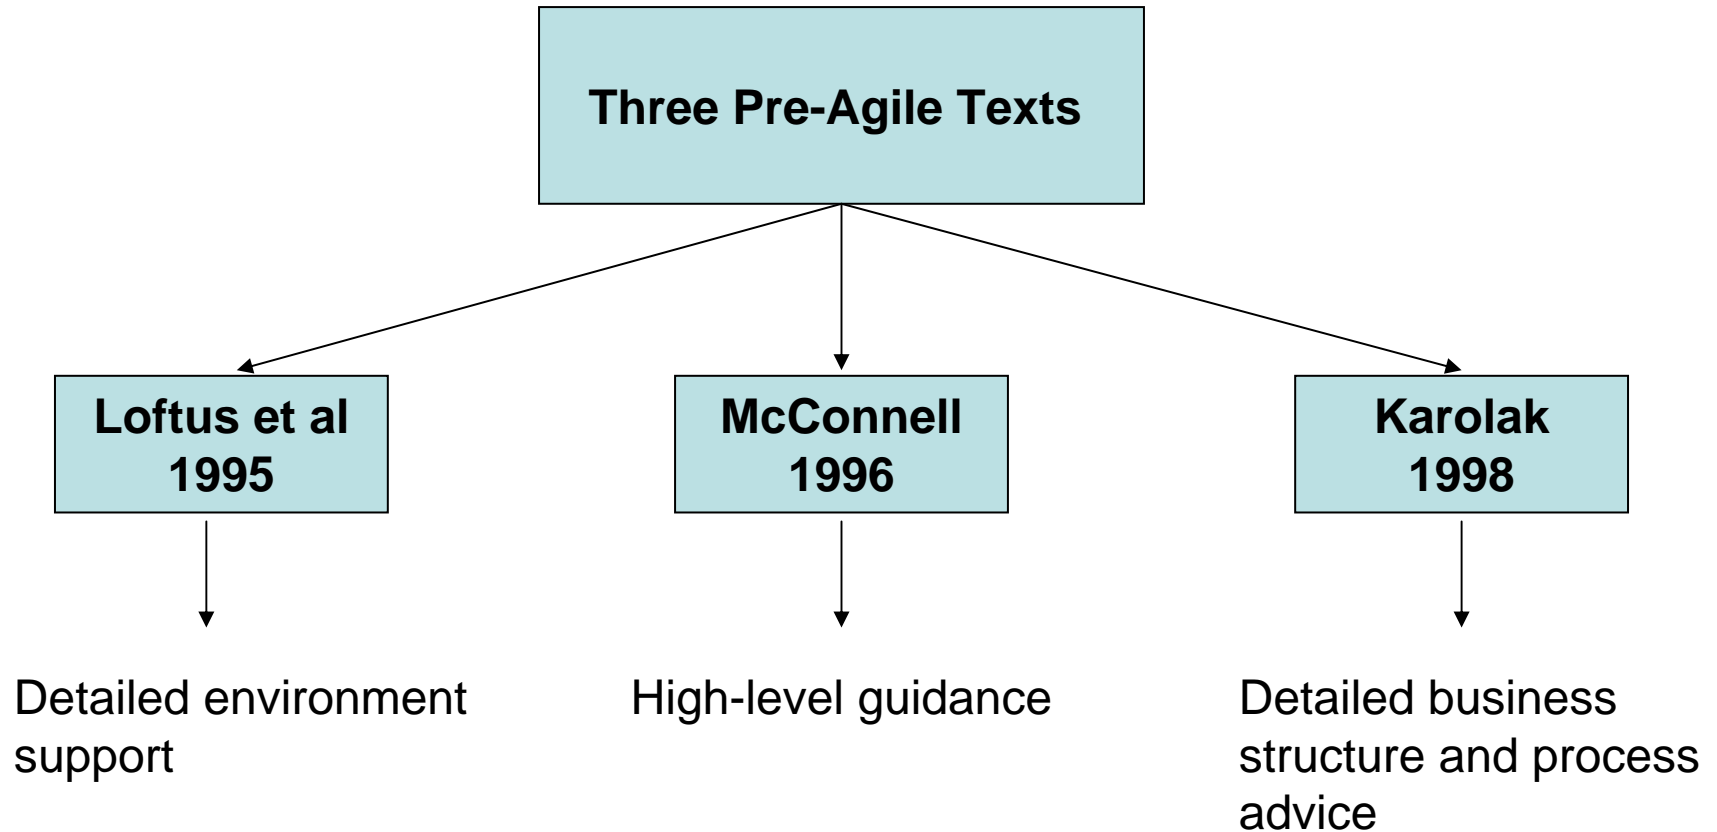 Three Pre-Agile Texts
Loftus et al
1995
McConnell
1996
Karolak
1998
Detailed environment
support
High-level guidance
Detailed business
structure and process
advice